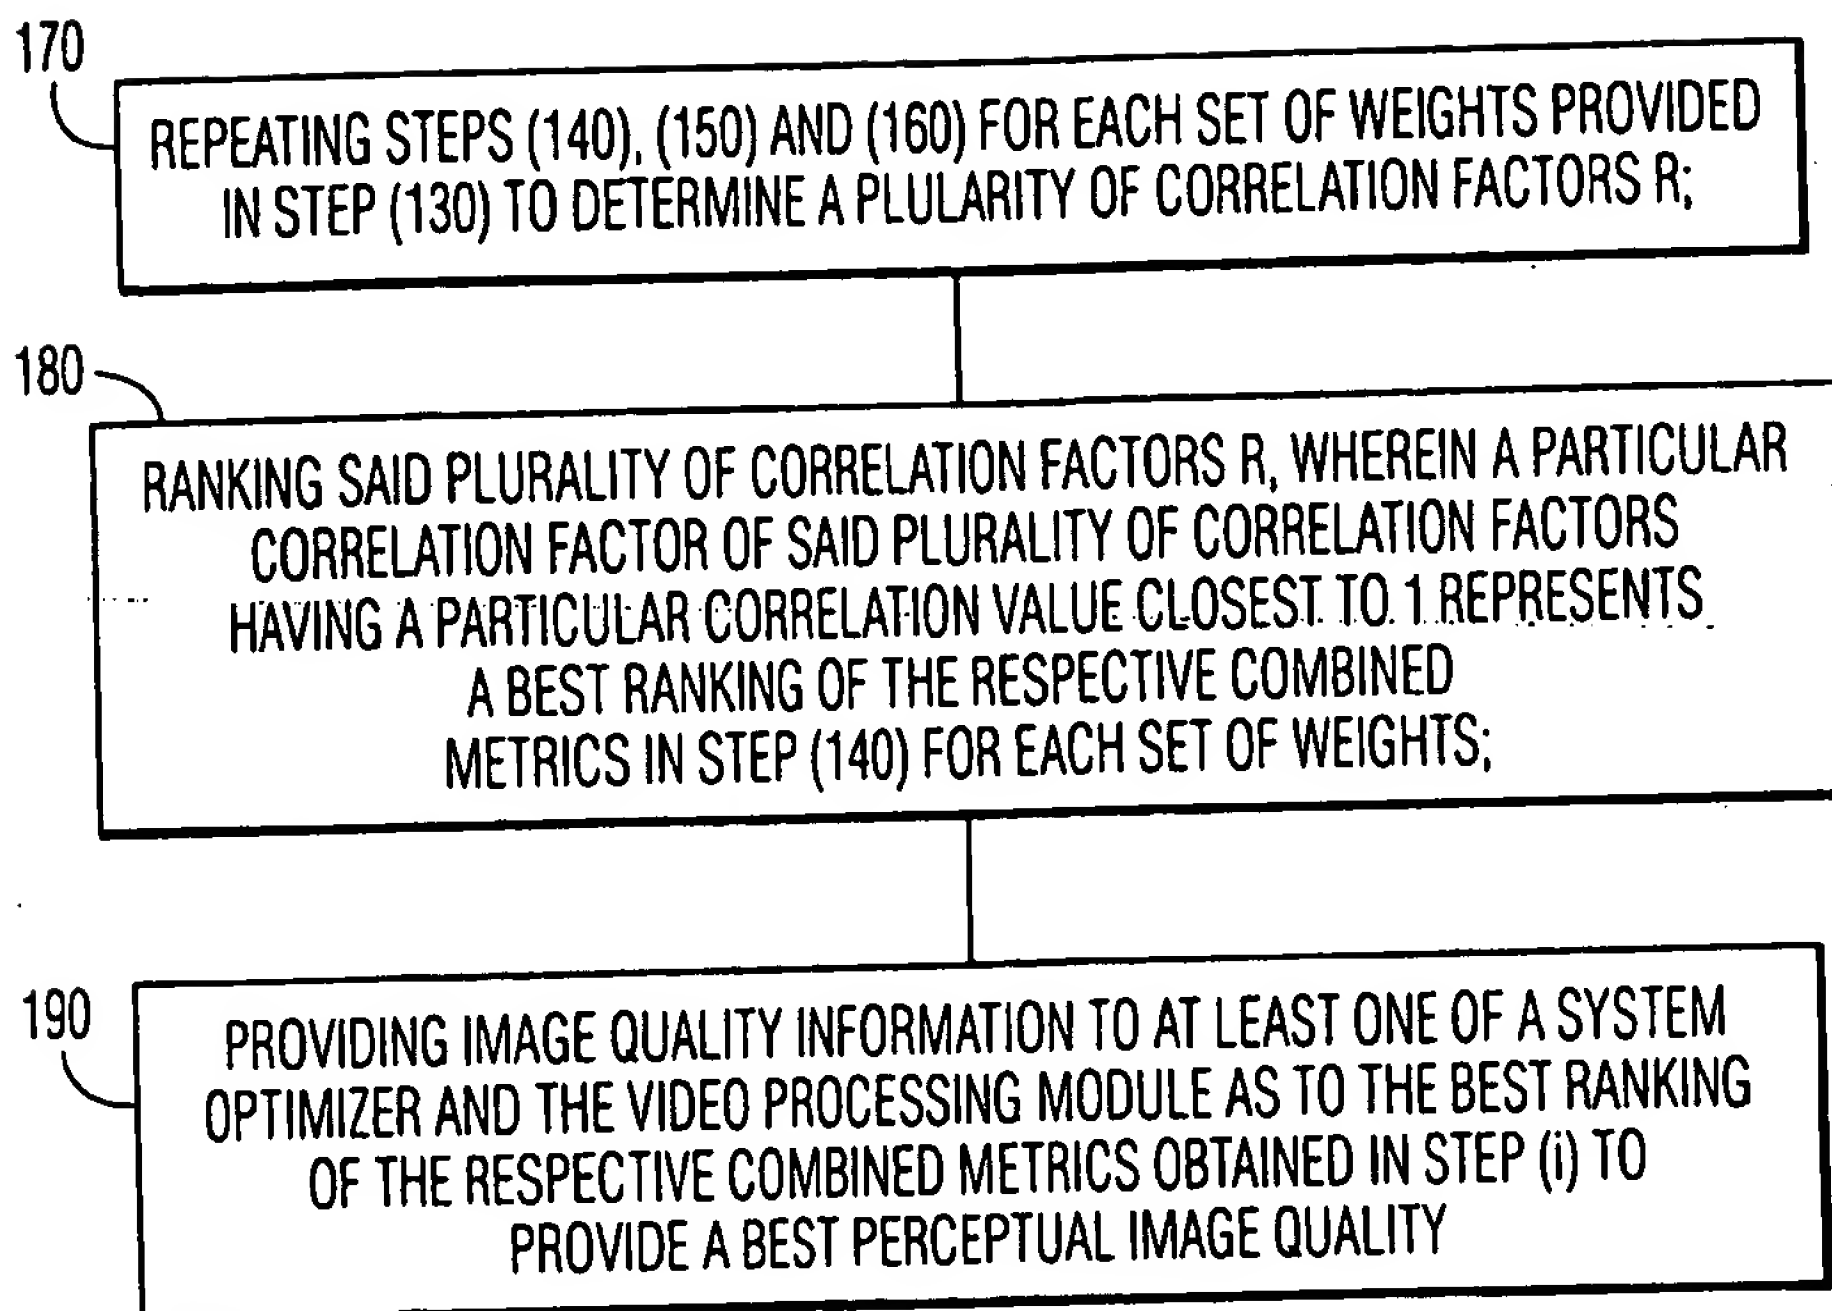 170
REPEATING STEPS (140), (150) AND (160) FOR EACH SET OF WEIGHTS PROVIDED
IN STEP (130) TO DETERMINE A PLULARITY OF CORRELATION FACTORS R;
180
RANKING SAID PLURALITY OF CORRELATION FACTORS R, WHEREIN A PARTICULAR
CORRELATION FACTOR OF SAID PLURALITY OF CORRELATION FACTORS
HAVING A PARTICULAR CORRELATION VALUE CLOSEST TO 1 REPRESENTS
A BEST RANKING OF THE RESPECTIVE COMBINED
METRICS IN STEP (140) FOR EACH SET OF WEIGHTS;
190
PROVIDING IMAGE QUALITY INFORMATION TO AT LEAST ONE OF A SYSTEM
OPTIMIZER AND THE VIDEO PROCESSING MODULE AS TO THE BEST RANKING
OF THE RESPECTIVE COMBINED METRICS OBTAINED IN STEP (i) TO
PROVIDE A BEST PERCEPTUAL IMAGE QUALITY